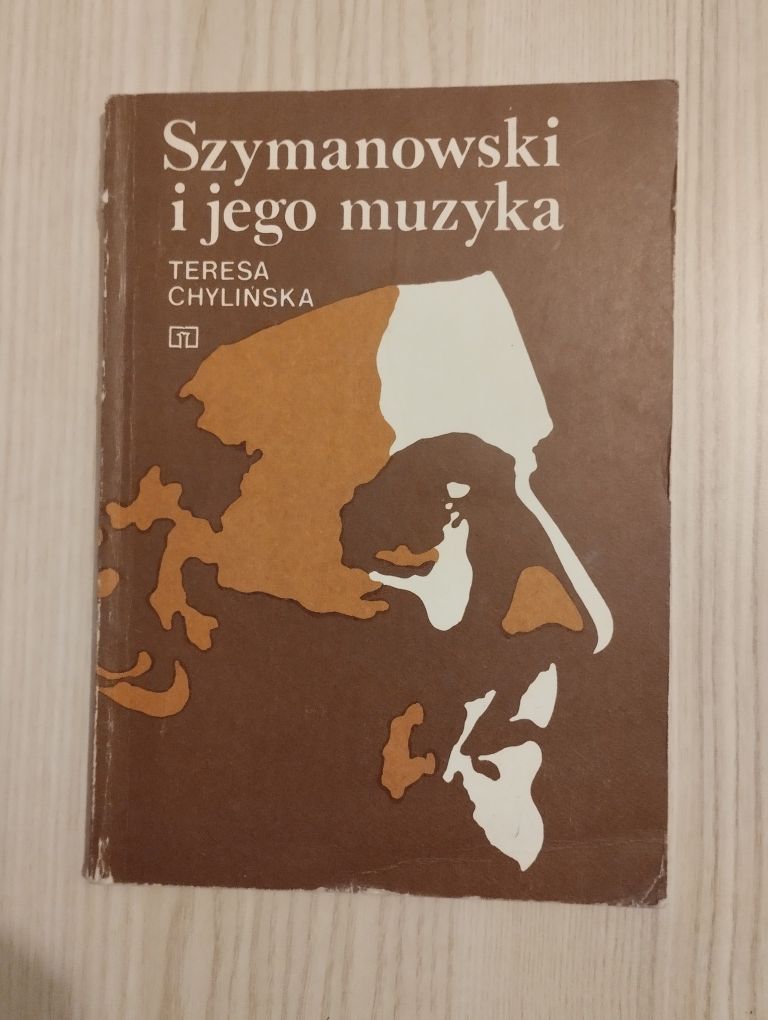 Szymanowski
i jego muzyka
TERESA
CHYLIŃSKA